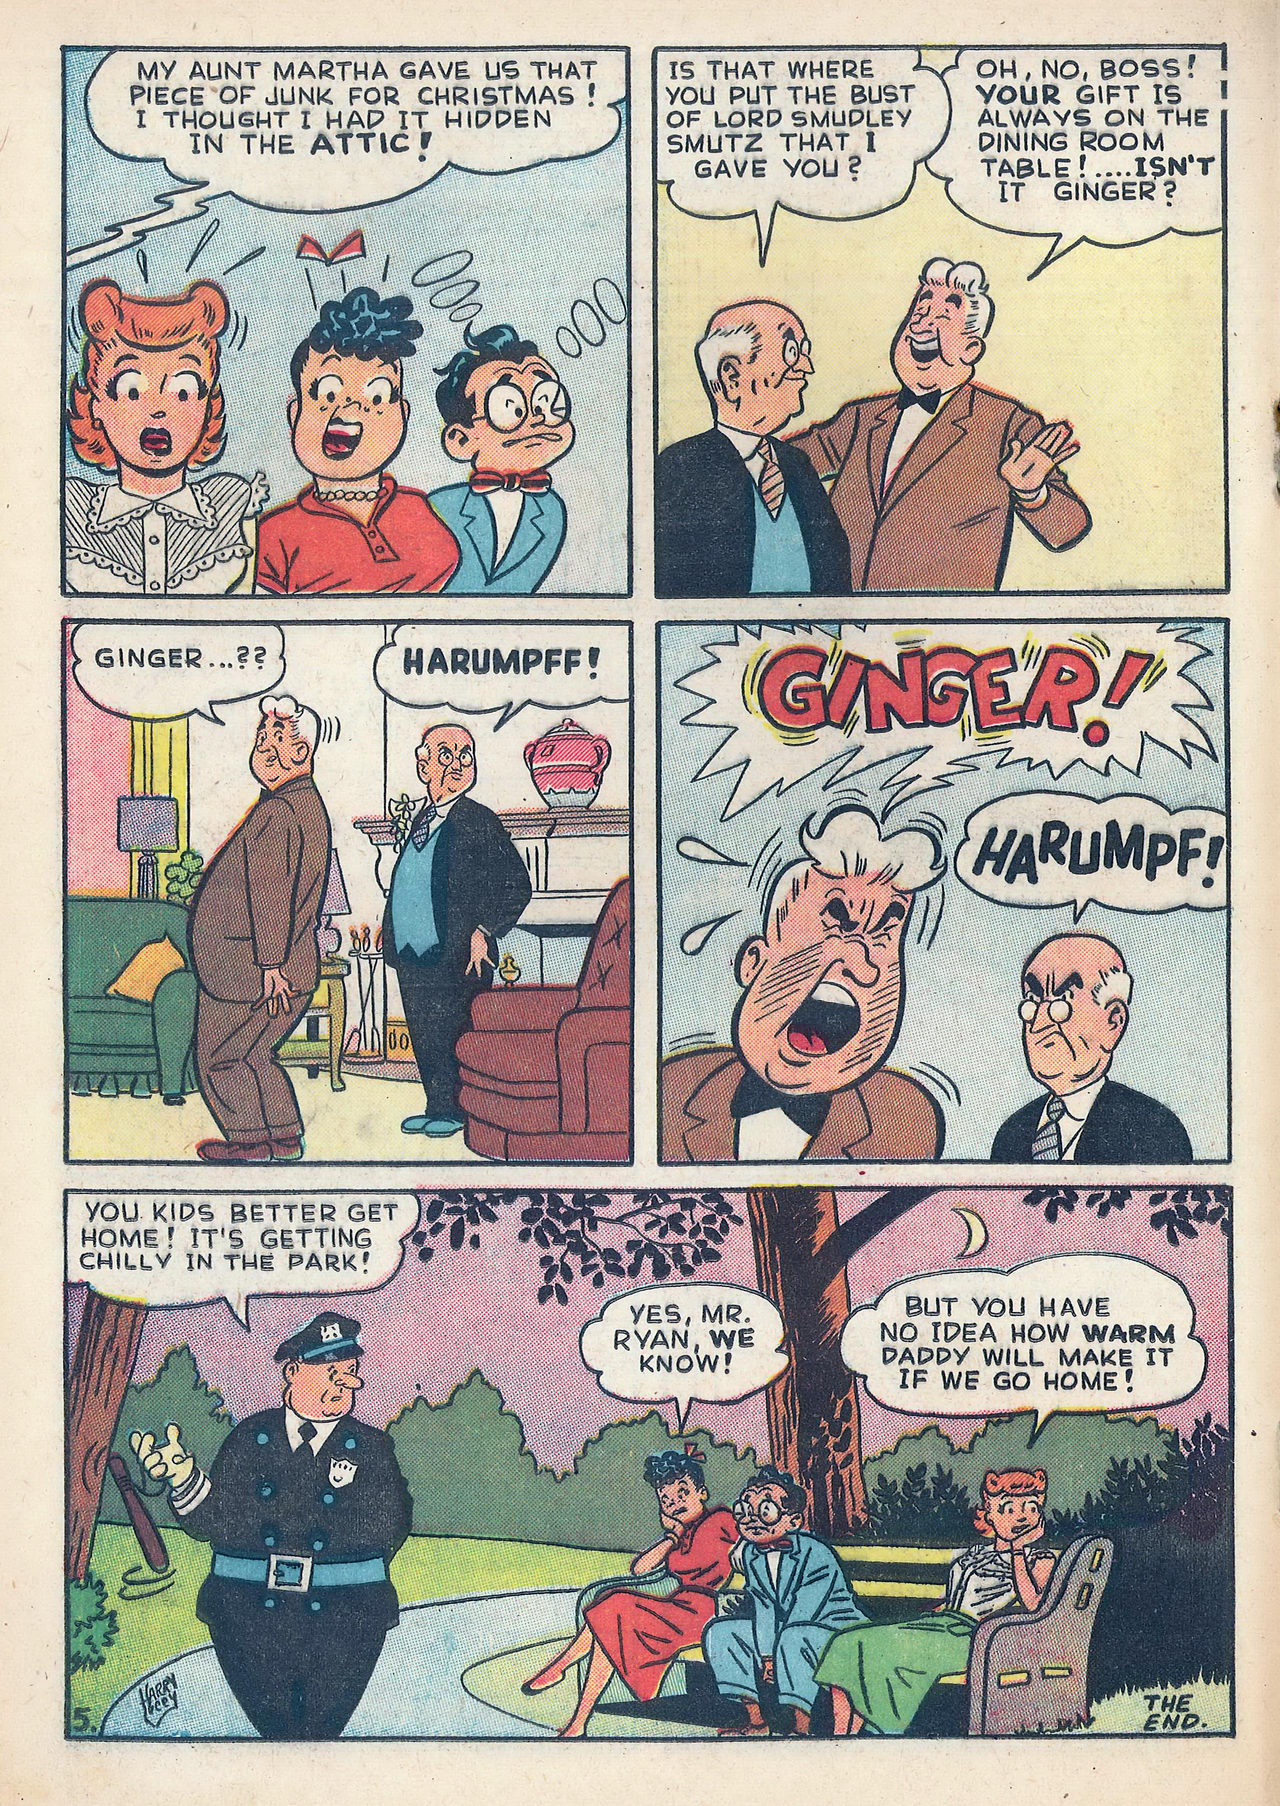 MY AUNT MARTHA GAVE US THAT
PIECE OF JUNK FOR CHRISTMAS!
I THOUGHT I HAD IT HIDDEN
IN THE ATTIC!
IS THAT WHERE
YOU PUT THE BUST
OF LORD SMUDLEY
SMUTZ THAT I
GAVE YOU?
OH, NO, BOSS!
YOUR GIFT IS
ALWAYS ON THE
DINING ROOM
TABLE!....ISN'T
IT GINGER?
GINGER...??
HARUMPFF!
GINGER!
HARUMPF!
YOU KIDS BETTER GET
HOME! IT'S GETTING
CHILLY IN THE PARK!
YES, MR.
RYAN, WE
KNOW!
BUT YOU HAVE
NO IDEA HOW WARM
DADDY WILL MAKE IT
IF WE GO HOME!
HARRY
LUCEY
5.
THE
END.